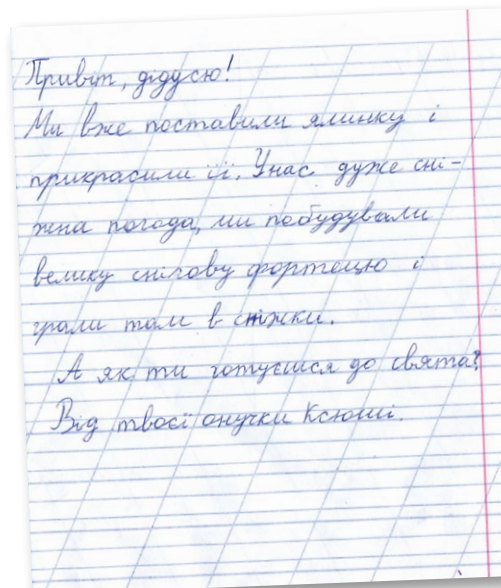 Привіт, дідусю!
Ми вже поставили ялинку і
прикрасили її. Унас дуже сні-
жна погода, ми побудували
велику снігову фортецю і
грали там в сніжки.
А як ти готуєшся до свята?
Від твоєї онучки Ксюші.